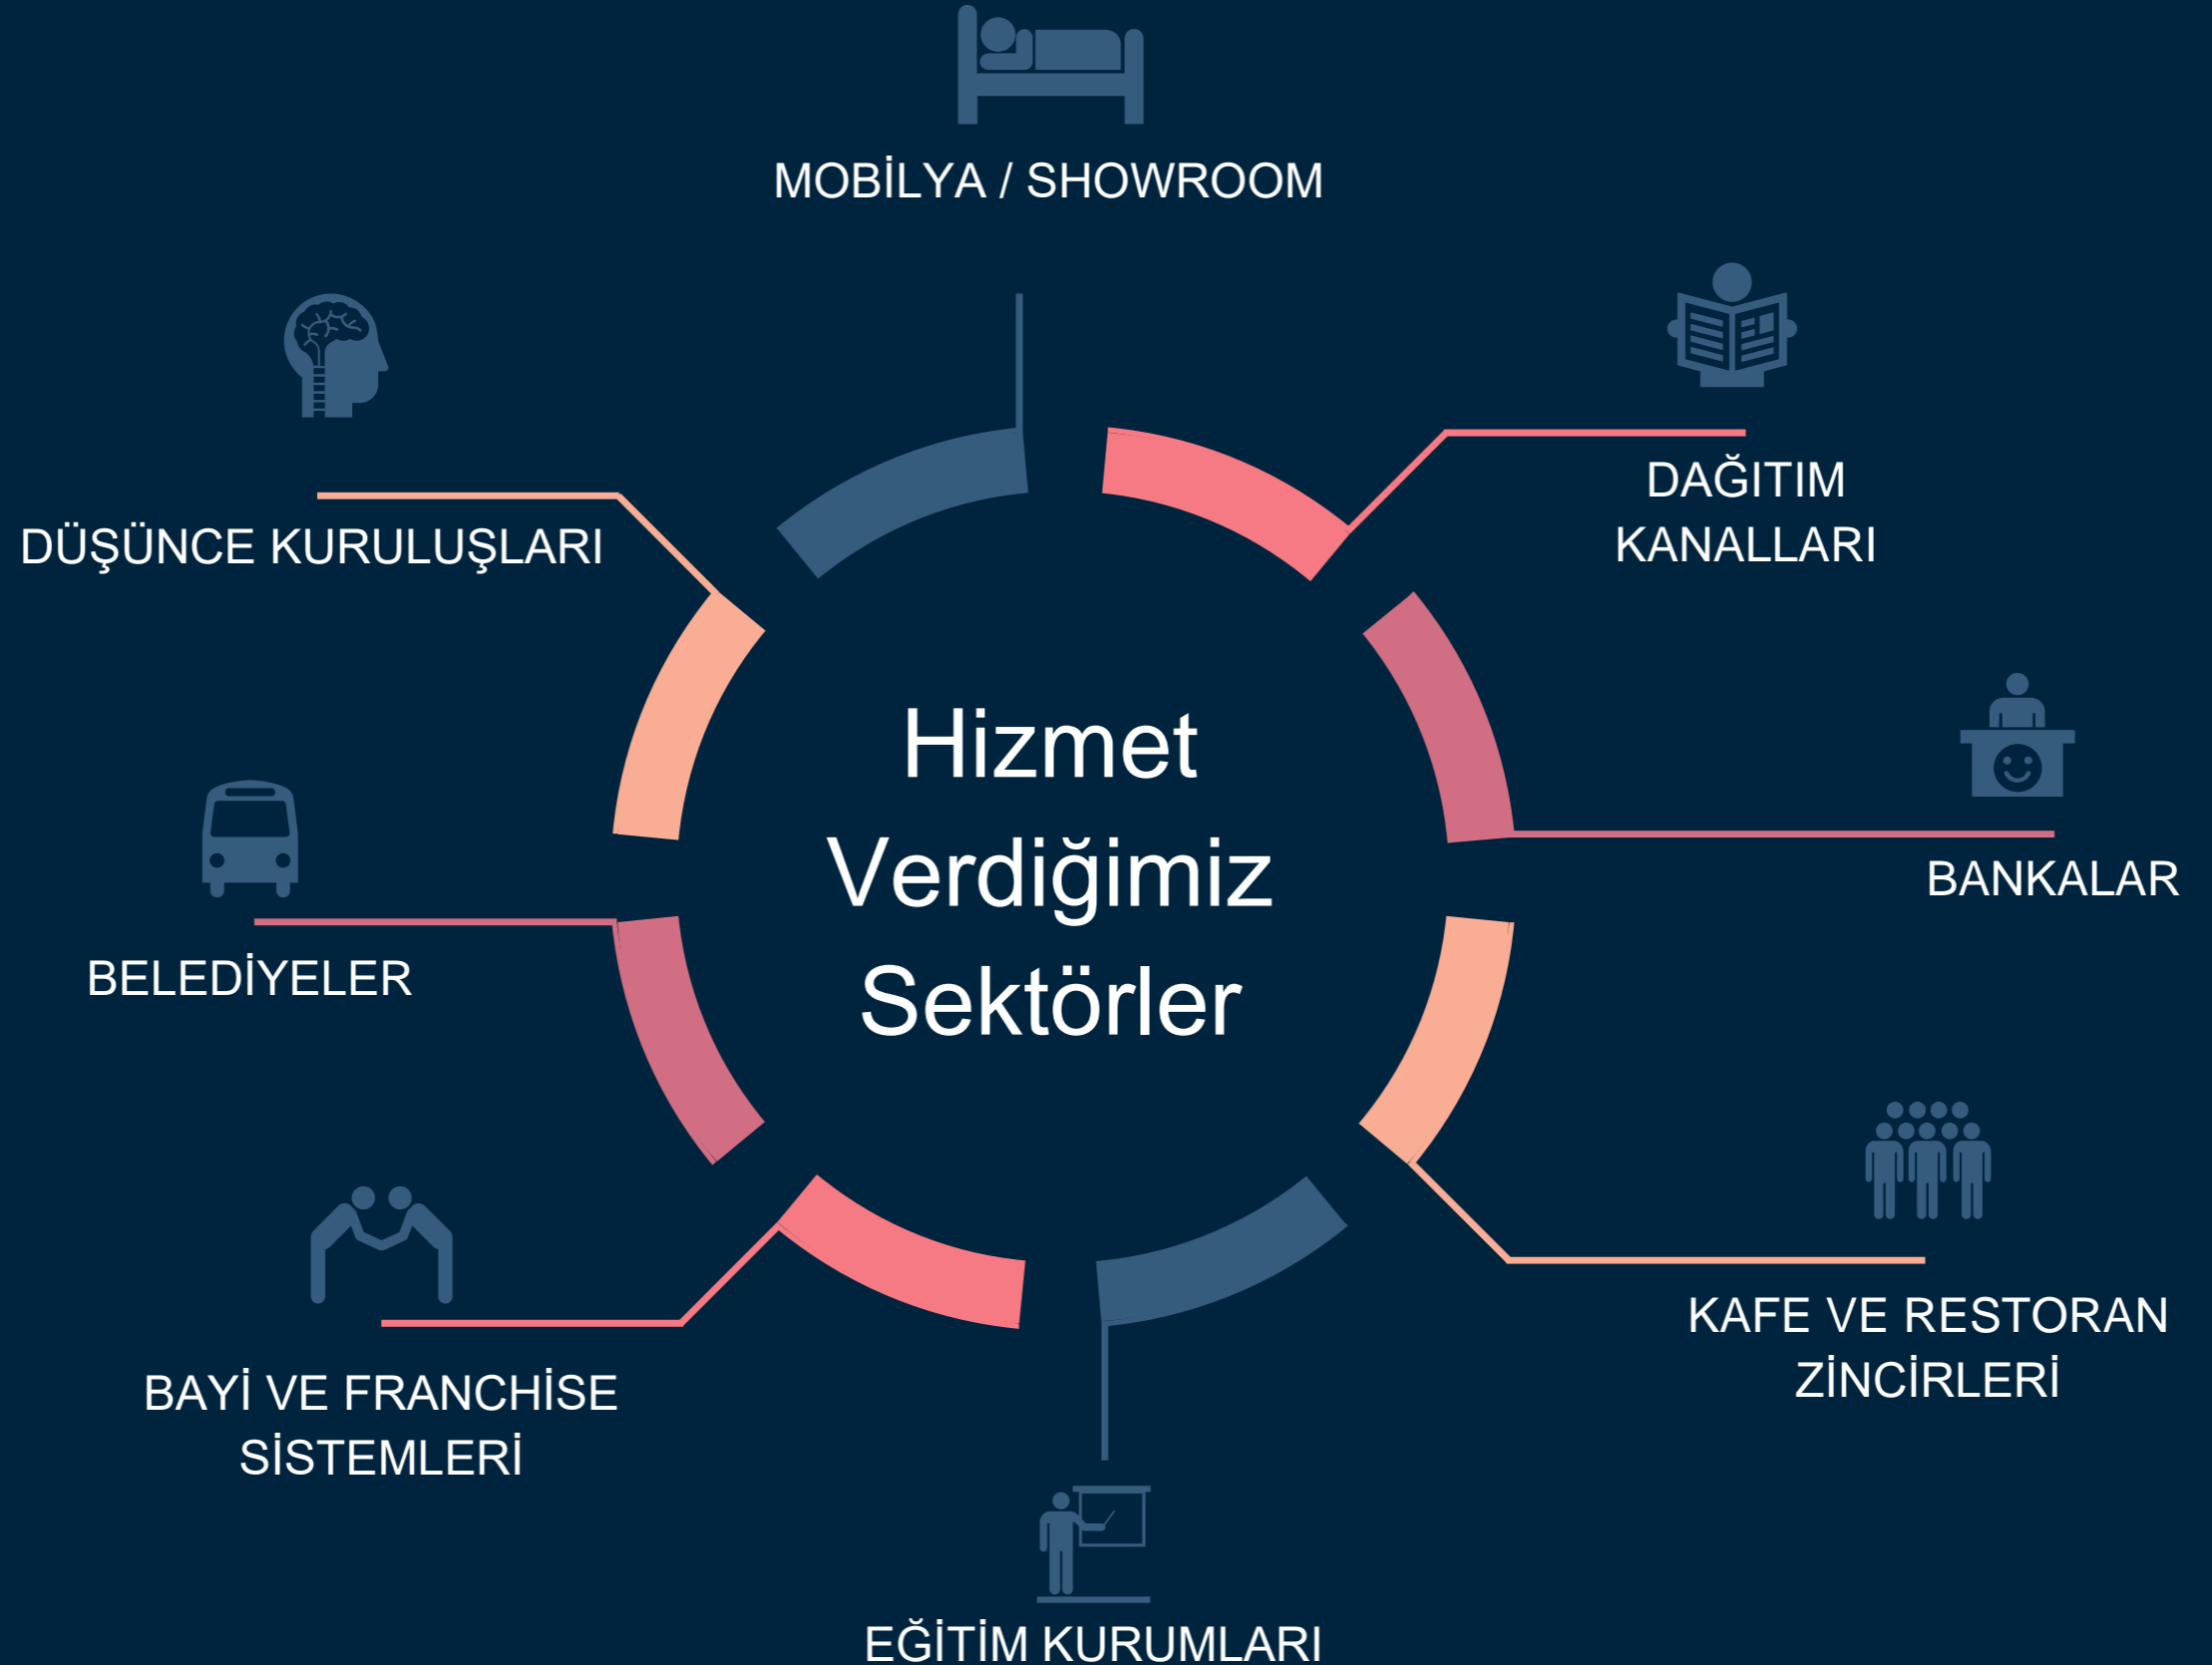 MOBİLYA / SHOWROOM
DAĞITIM
KANALLARI
DÜŞÜNCE KURULUŞLARI
Hizmet
Verdiğimiz
Sektörler
BANKALAR
BELEDİYELER
KAFE VE RESTORAN
ZİNCİRLERİ
BAYİ VE FRANCHİSE
SİSTEMLERİ
EĞİTİM KURUMLARI